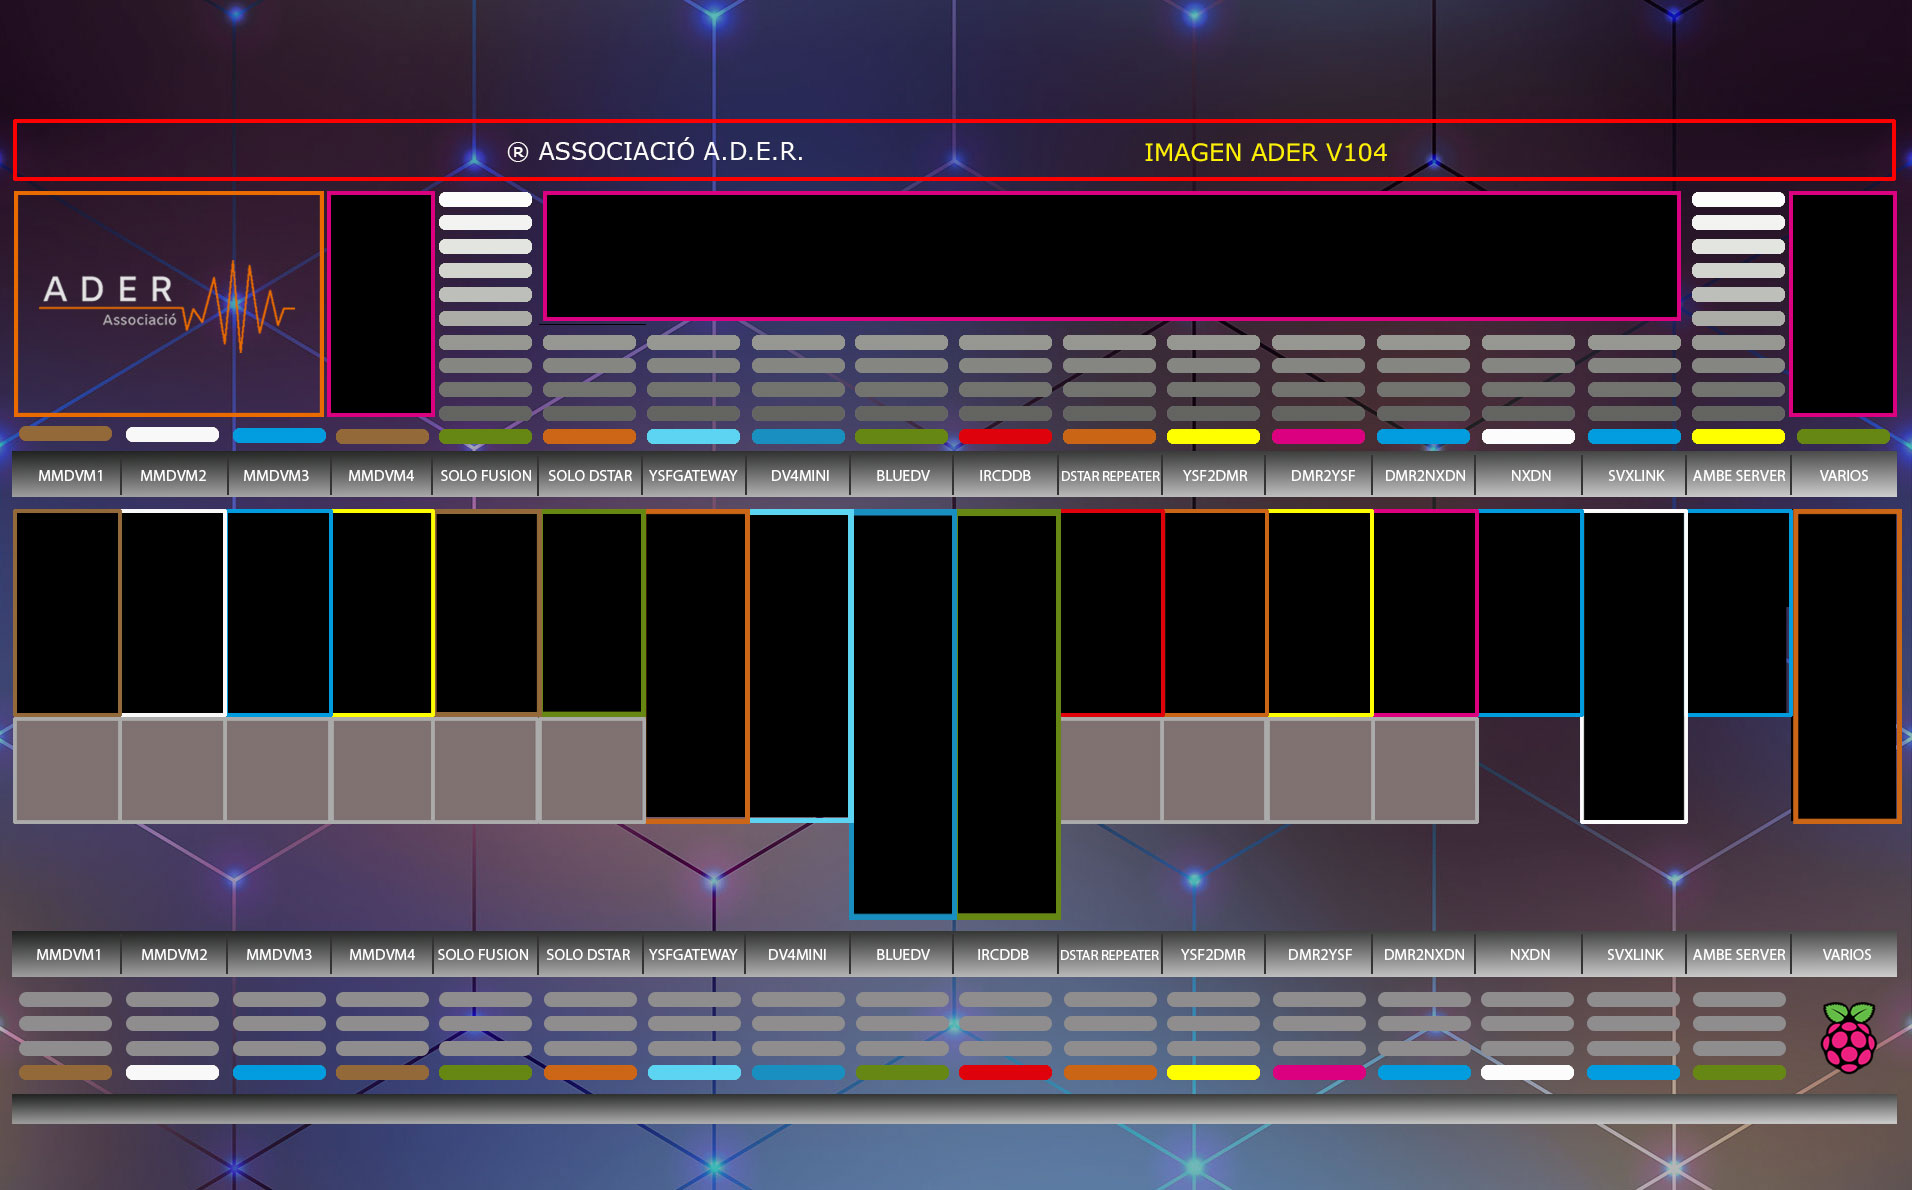 ® ASSOCIACIÓ A.D.E.R. IMAGEN ADER V104
ADER
Associació
MMDVM1 MMDVM2 MMDVM3 MMDVM4 SOLO FUSION SOLO DSTAR YSFGATEWAY DV4MINI BLUEDV IRCDDB DSTAR REPEATER YSF2DMR DMR2YSF DMR2NXDN NXDN SVXLINK AMBE SERVER VARIOS
MMDVM1 MMDVM2 MMDVM3 MMDVM4 SOLO FUSION SOLO DSTAR YSFGATEWAY DV4MINI BLUEDV IRCDDB DSTAR REPEATER YSF2DMR DMR2YSF DMR2NXDN NXDN SVXLINK AMBE SERVER VARIOS